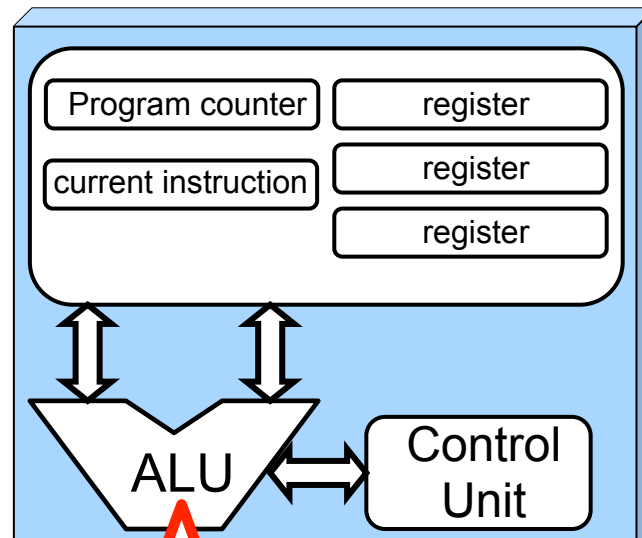 Program counter
register
current instruction
register
register
ALU
Control
Unit